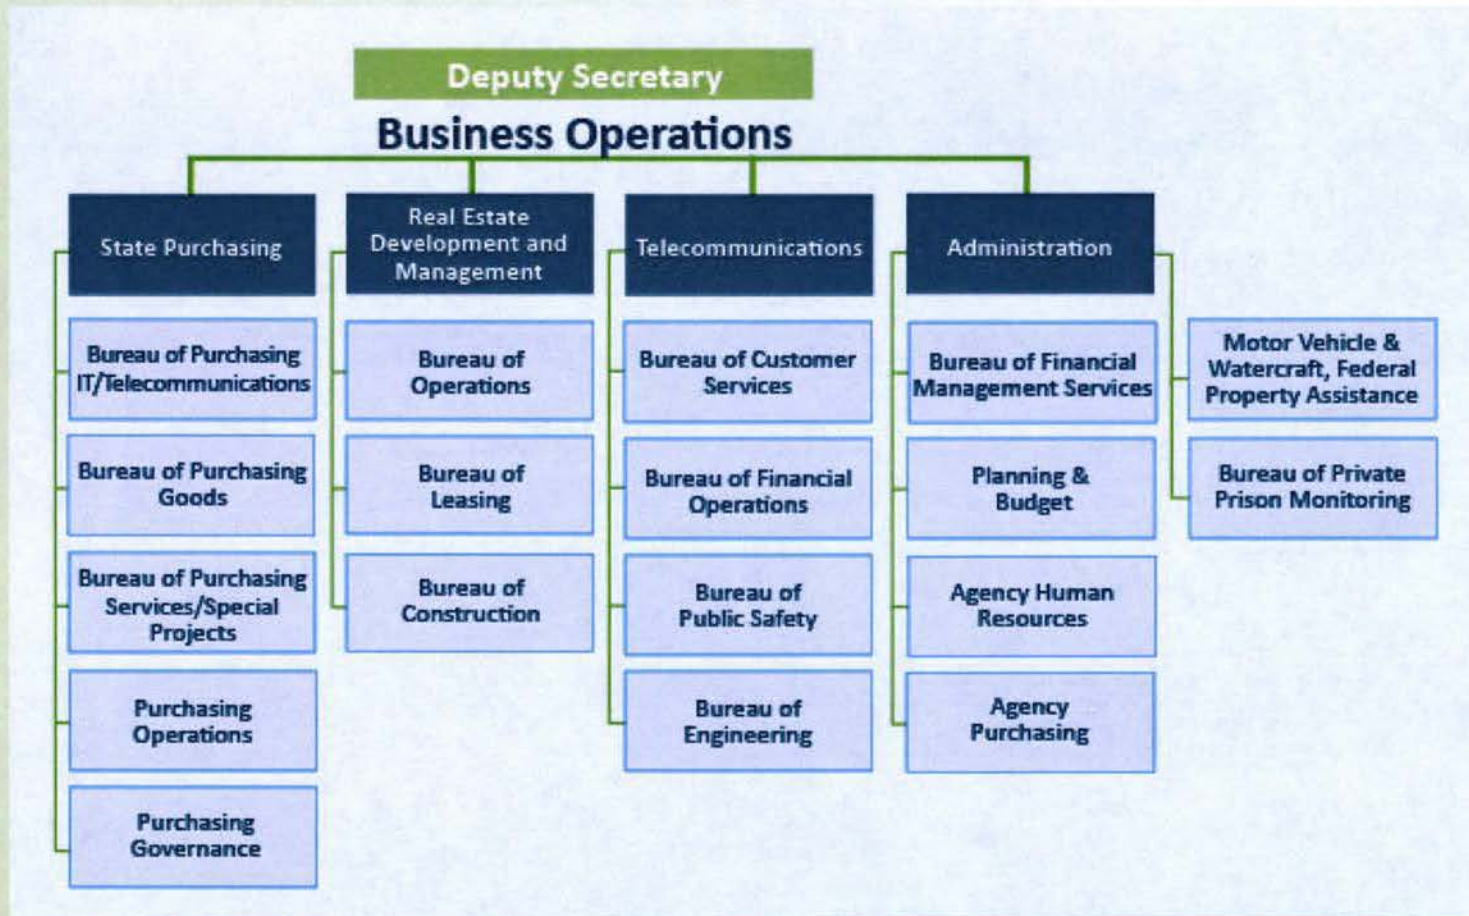 Deputy Secretary
Business Operations
State Purchasing
Bureau of Purchasing
IT/Telecommunications
Bureau of Purchasing
Goods
Bureau of Purchasing
Services/Special
Projects
Purchasing
Operations
Purchasing
Governance
Real Estate
Development and
Management
Bureau of
Operations
Bureau of
Leasing
Bureau of
Construction
Telecommunications
Bureau of Customer
Services
Bureau of Financial
Operations
Bureau of
Public Safety
Bureau of
Engineering
Administration
Bureau of Financial
Management Services
Planning &
Budget
Agency Human
Resources
Agency
Purchasing
Motor Vehicle &
Watercraft, Federal
Property Assistance
Bureau of Private
Prison Monitoring